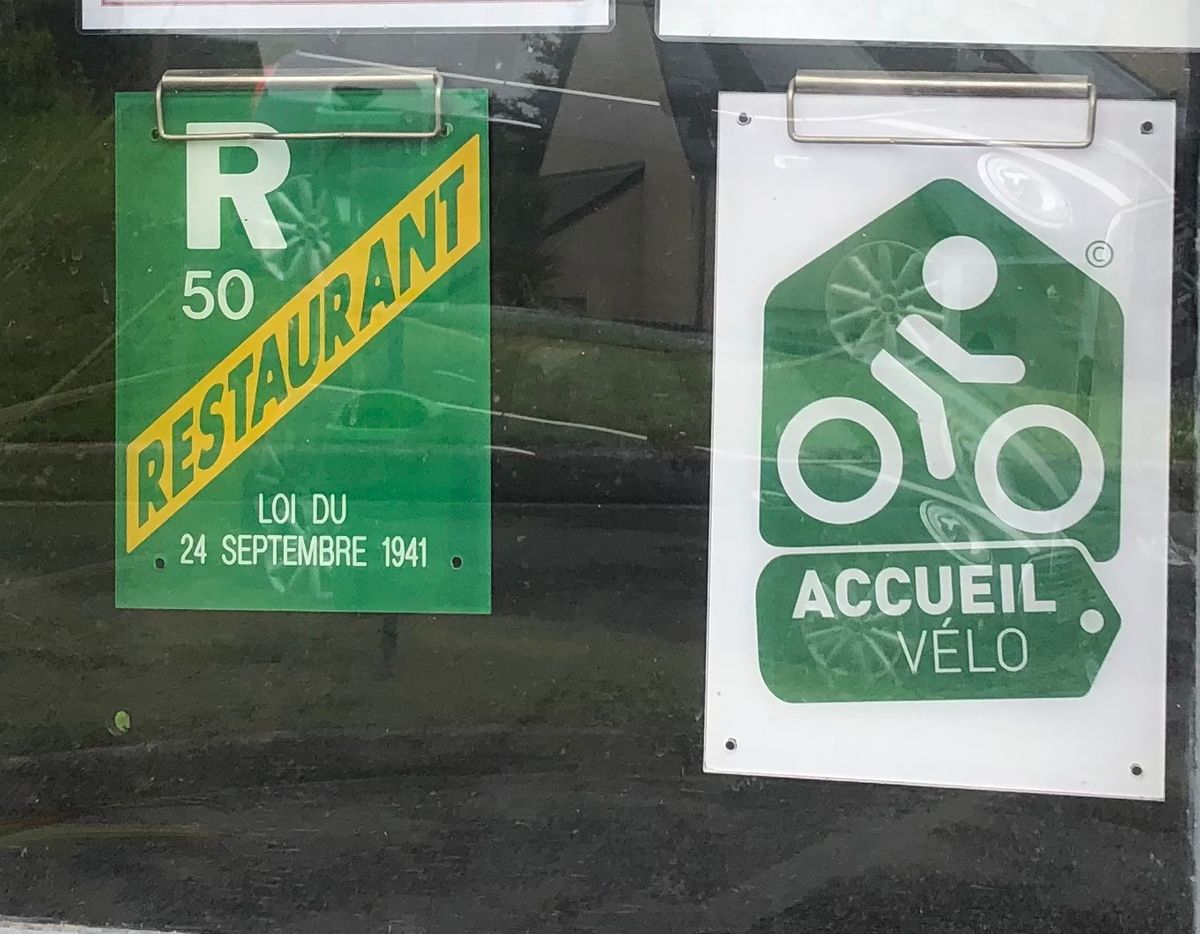 R
50
RESTAURANT
LOI DU
24 SEPTEMBRE 1941
©
ACCUEIL
VÉLO